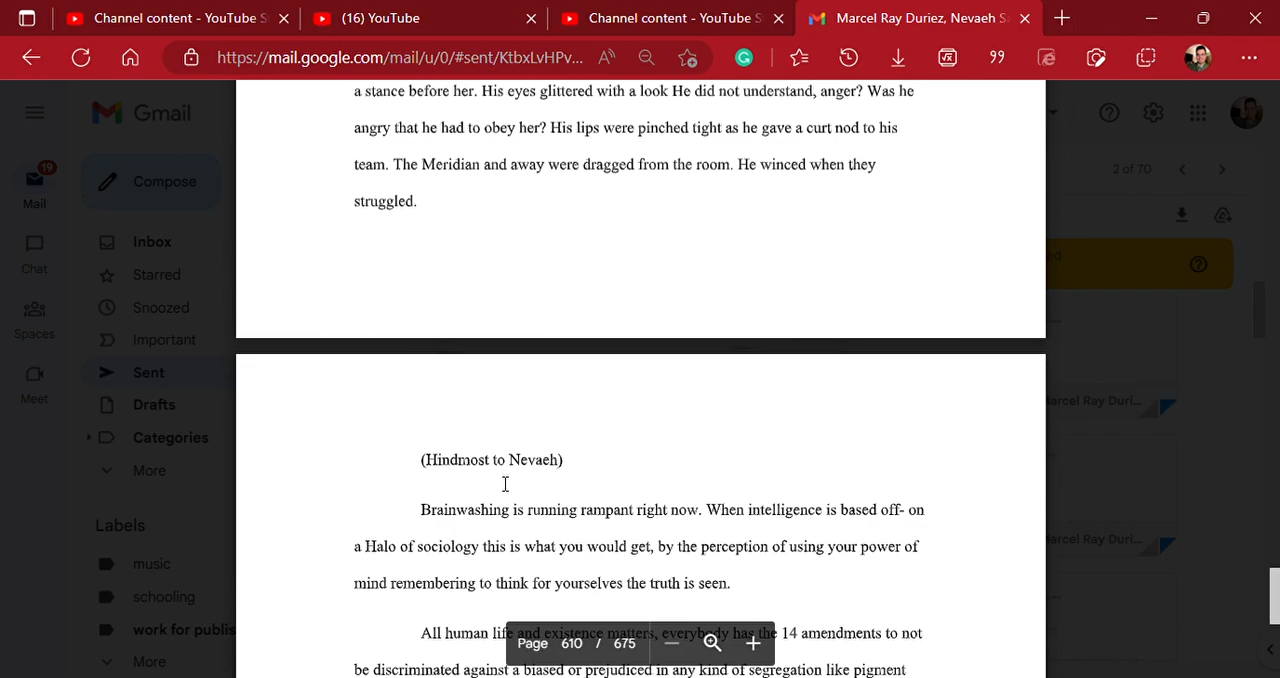 Channel content - YouTube S
(16) YouTube
Channel content - YouTube S
Marcel Ray Duriez, Nevaeh S
https://mail.google.com/mail/u/0/#sent/KtbxLvHPv...
Gmail
2 of 70
Compose
19
Mail
Chat
Spaces
Meet
Inbox
Starred
Snoozed
Important
Sent
Drafts
Categories
More
Labels
music
schooling
work for publis
More
a stance before her. His eyes glittered with a look He did not understand, anger? Was he
angry that he had to obey her? His lips were pinched tight as he gave a curt nod to his
team. The Meridian and away were dragged from the room. He winced when they
struggled.
(Hindmost to Nevaeh)
Brainwashing is running rampant right now. When intelligence is based off- on
a Halo of sociology this is what you would get, by the perception of using your power of
mind remembering to think for yourselves the truth is seen.
All human life and existence matters, everybody has the 14 amendments to not
be discriminated against a biased or prejudiced in any kind of segregation like pigment
Page 610 / 675
arcel Ray Duri...
Marcel Ray Duri...